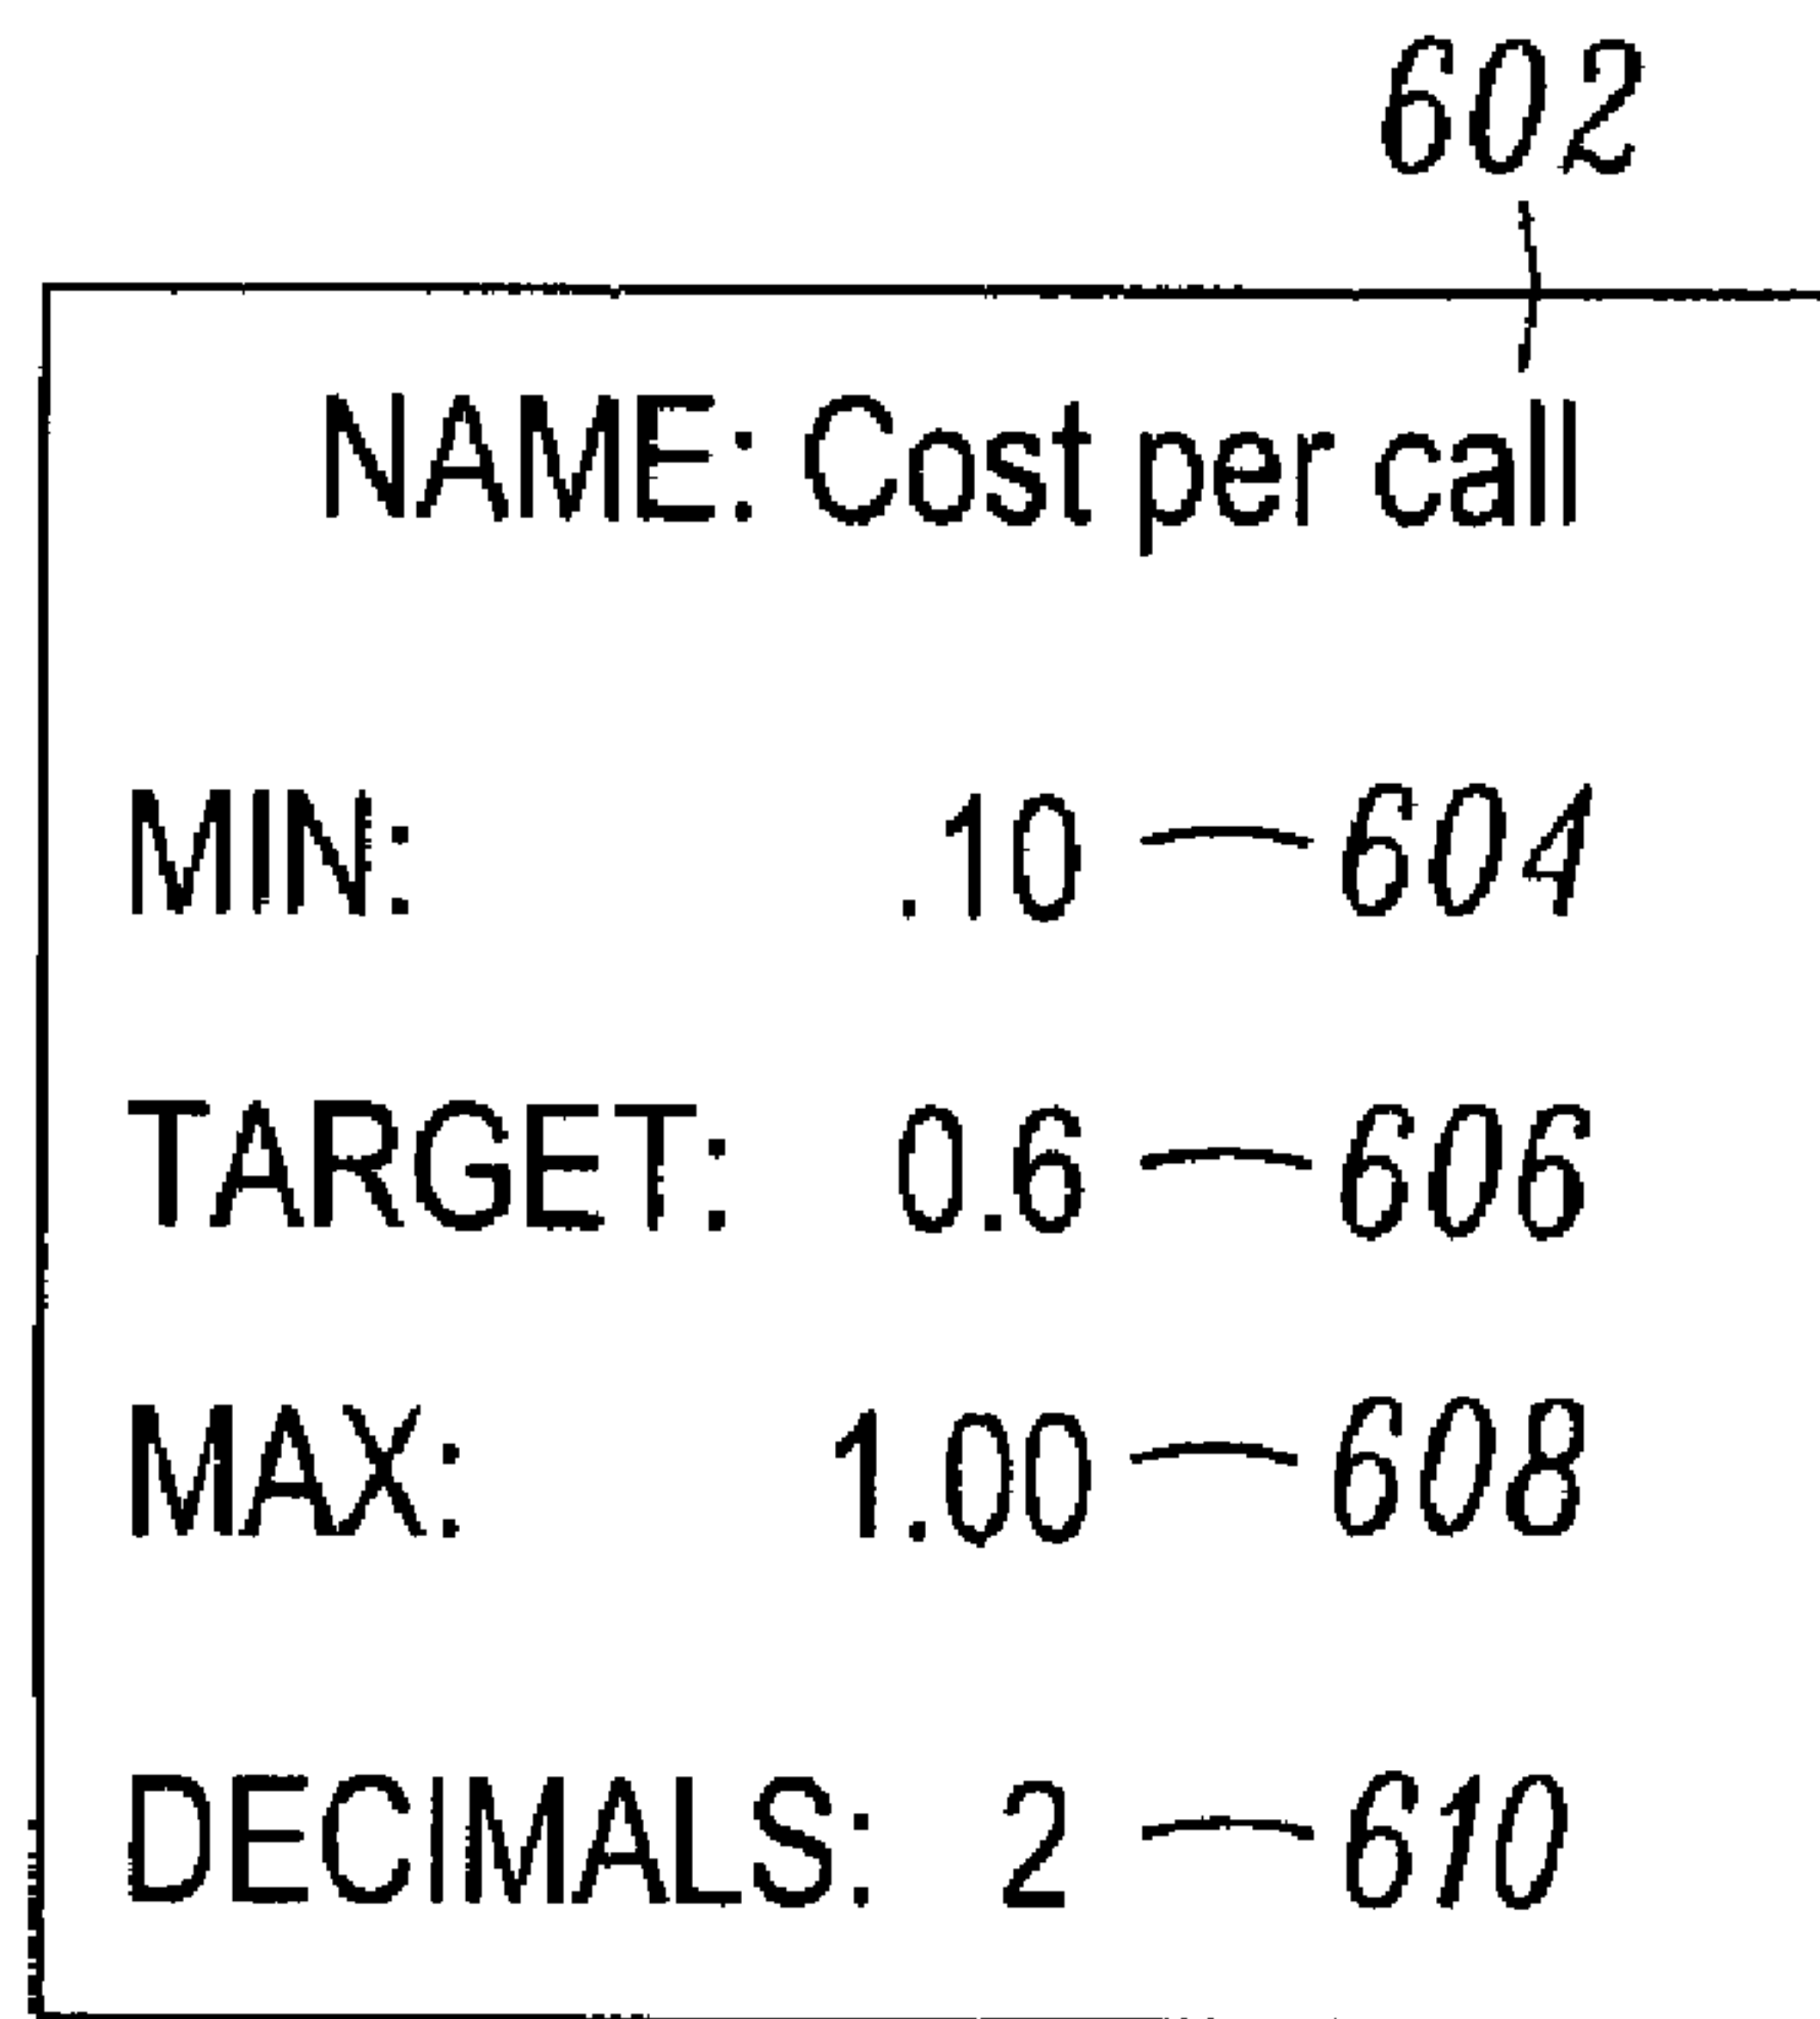 602
NAME: Cost per call
MIN: .10 604
TARGET: 0.6 606
MAX: 1.00 608
DECIMALS: 2 610